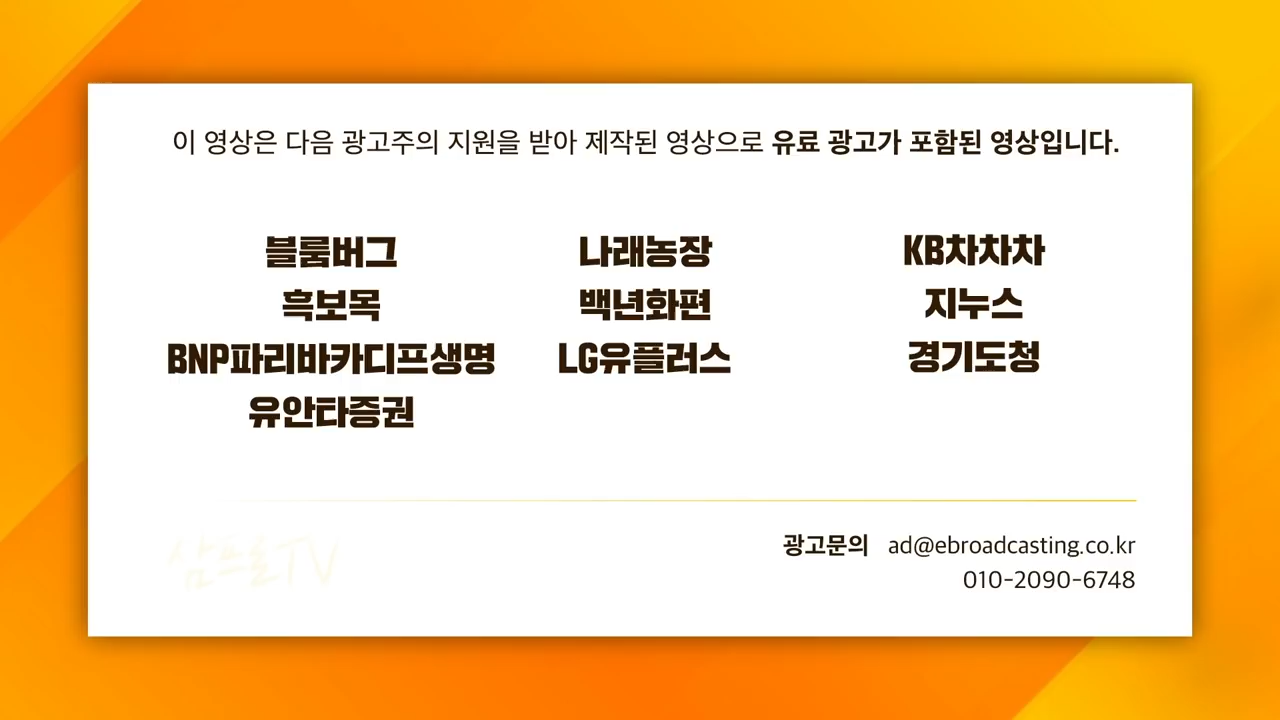 이 영상은 다음 광고주의 지원을 받아 제작된 영상으로 유료 광고가 포함된 영상입니다.
블룸버그
흑보목
BNP파리바카디프생명
유안타증권
나래농장
백년화편
LG유플러스
KB차차차
지누스
경기도청
삼프로TV
광고문의 ad@ebroadcasting.co.kr
010-2090-6748